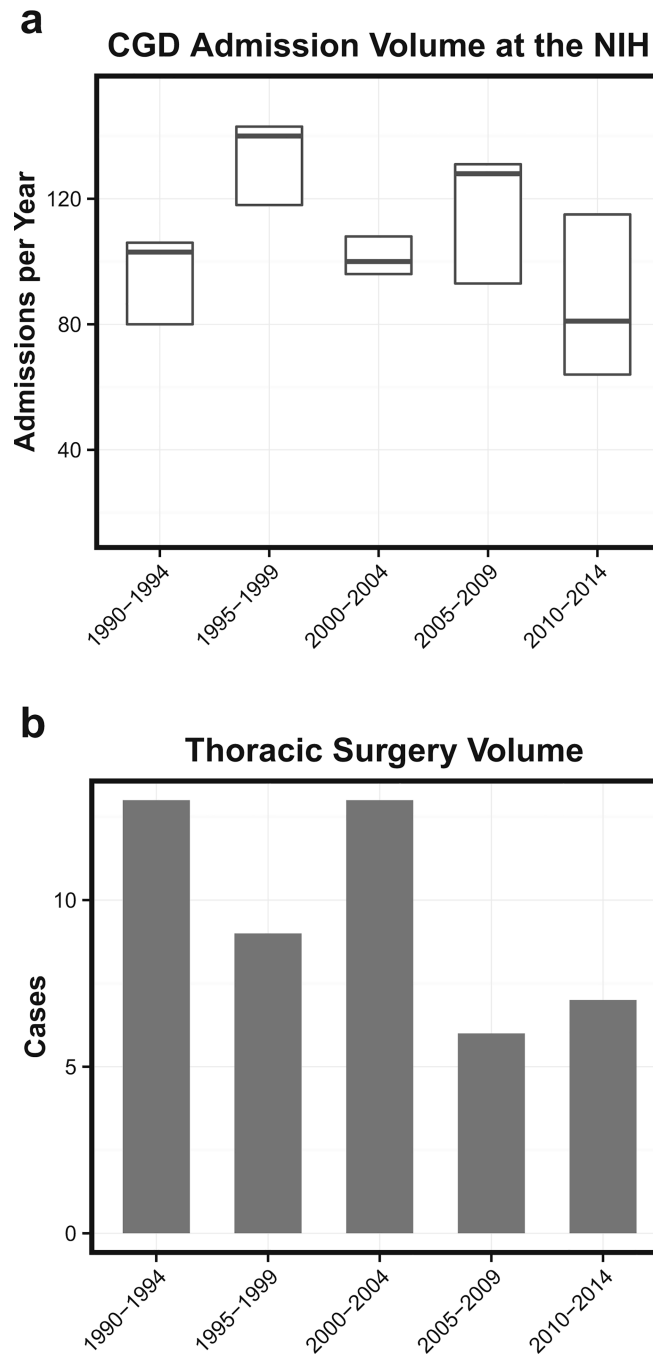 a
CGD Admission Volume at the NIH
Admissions per Year
120
80
40
1990–1994
1995–1999
2000–2004
2005–2009
2010–2014
b
Thoracic Surgery Volume
Cases
10
5
0
1990–1994
1995–1999
2000–2004
2005–2009
2010–2014